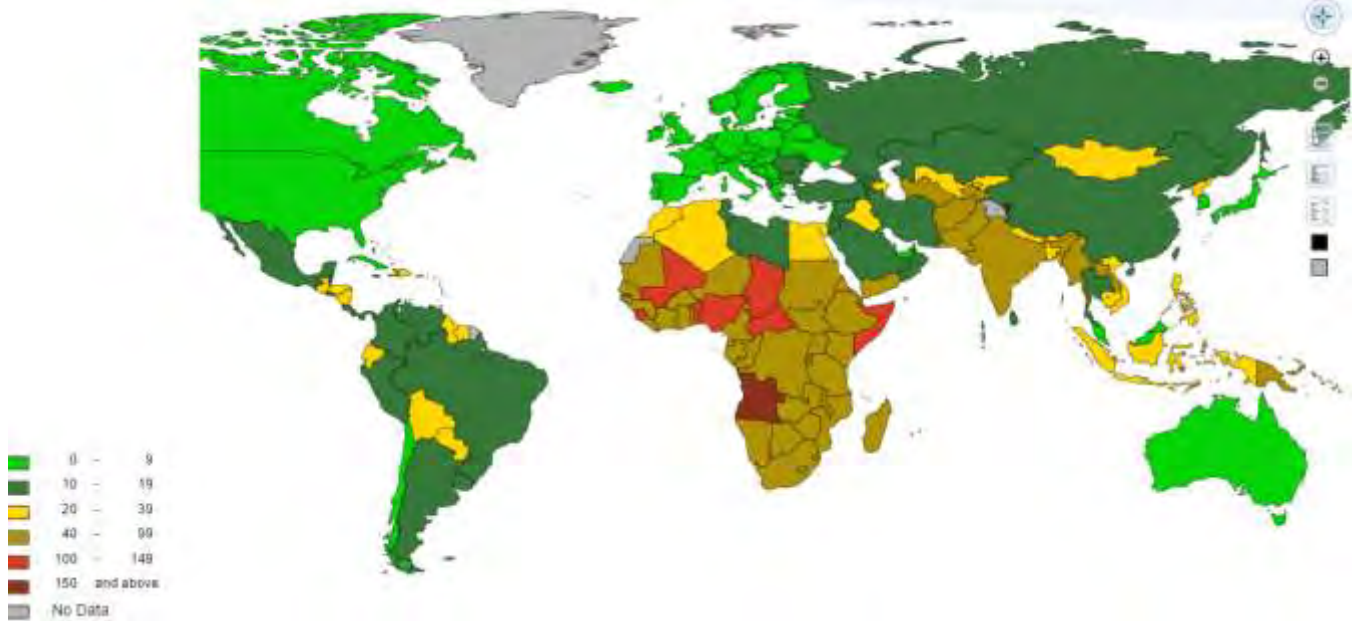 0 – 9
10 – 19
20 – 39
40 – 99
100 – 149
150 and above
No Data